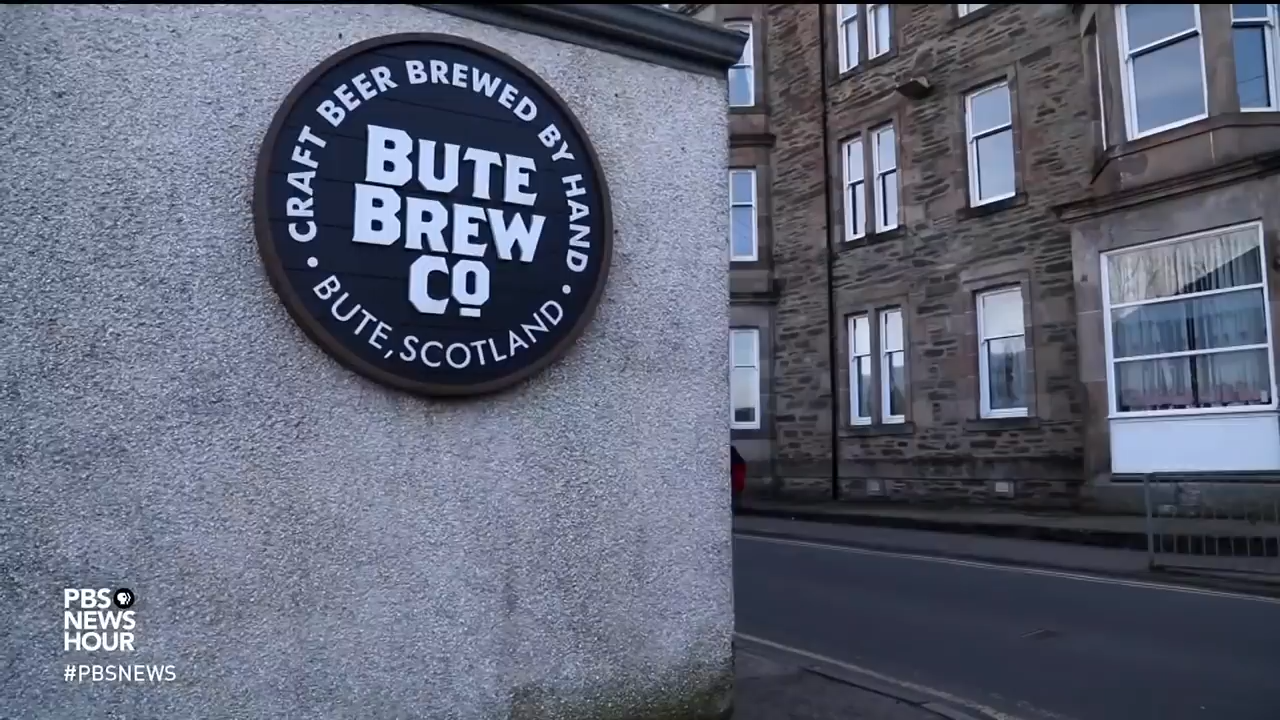 CRAFT BEER BREWED BY HAND
BUTE
BREW
CO
• BUTE, SCOTLAND •
PBS
NEWS
HOUR
#PBSNEWS